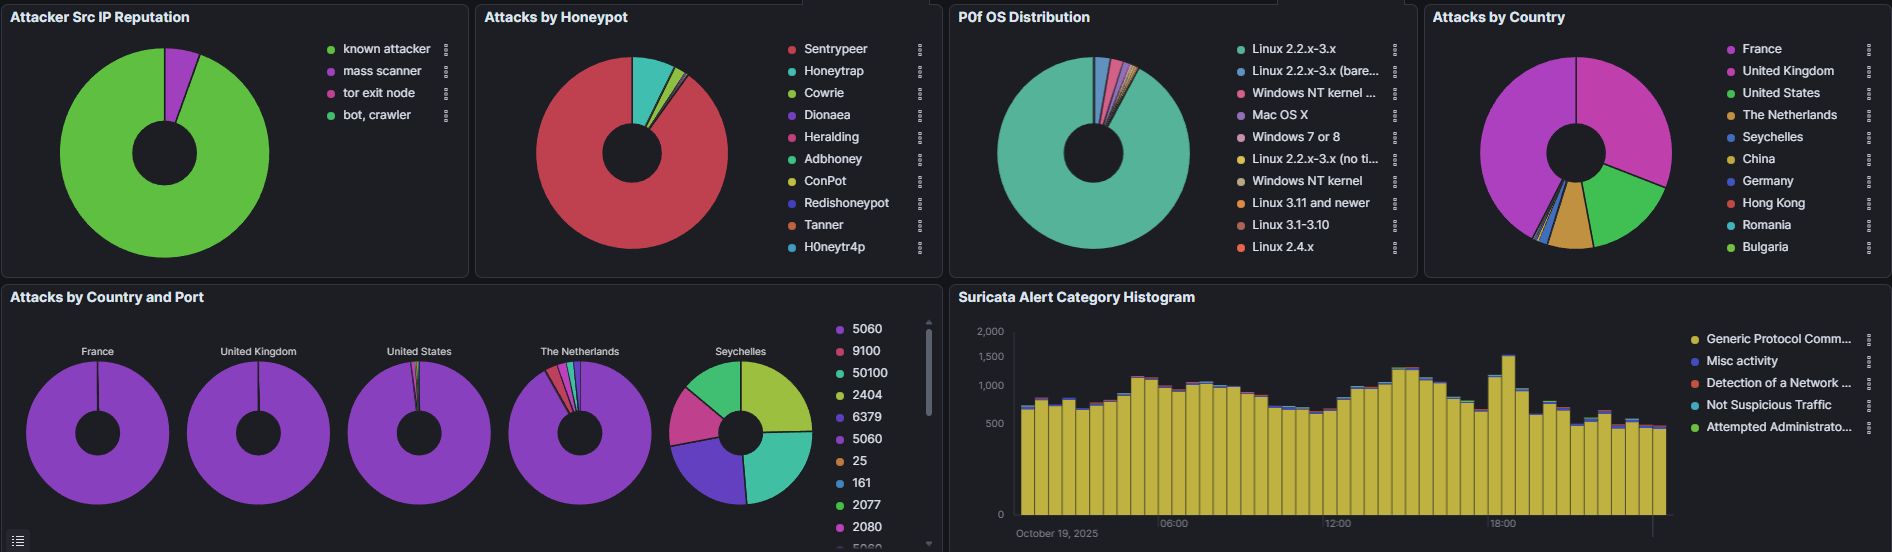 Attacker Src IP Reputation
known attacker
mass scanner
tor exit node
bot, crawler
Attacks by Honeypot
Sentrypeer
Honeytrap
Cowrie
Dionaea
Heralding
Adbhoney
ConPot
Redishoneypot
Tanner
H0neytr4p
P0f OS Distribution
Linux 2.2.x-3.x
Linux 2.2.x-3.x (bare...
Windows NT kernel ...
Mac OS X
Windows 7 or 8
Linux 2.2.x-3.x (no ti...
Windows NT kernel
Linux 3.11 and newer
Linux 3.1-3.10
Linux 2.4.x
Attacks by Country
France
United Kingdom
United States
The Netherlands
Seychelles
China
Germany
Hong Kong
Romania
Bulgaria
Attacks by Country and Port
France
United Kingdom
United States
The Netherlands
Seychelles
5060
9100
50100
2404
6379
5060
25
161
2077
2080
5060
Suricata Alert Category Histogram
2,000
1,500
1,000
500
0
06:00
12:00
18:00
October 19, 2025
Generic Protocol Comm...
Misc activity
Detection of a Network ...
Not Suspicious Traffic
Attempted Administrato...